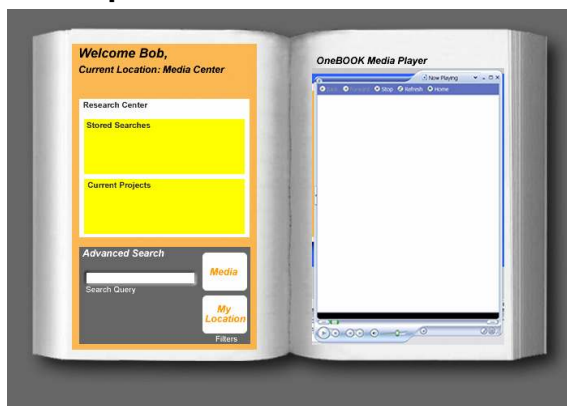 Welcome Bob,
Current Location: Media Center
Research Center
Stored Searches
Current Projects
Advanced Search
Media
Search Query
My
Location
Filters
OneBOOK Media Player
Now Playing
Stop Refresh Home